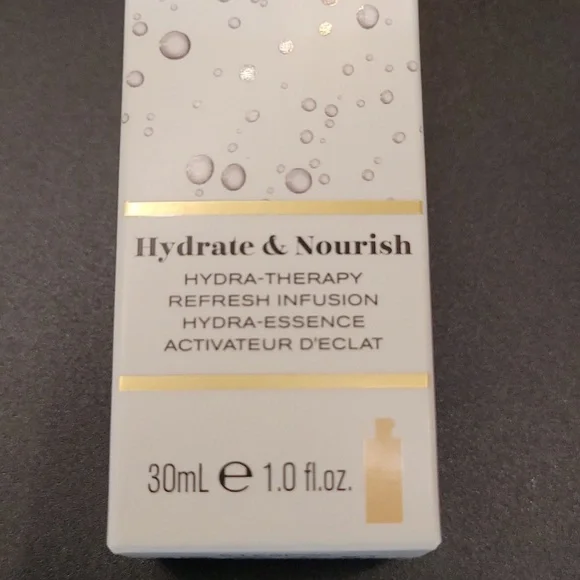 Hydrate & Nourish
HYDRA-THERAPY
REFRESH INFUSION
HYDRA-ESSENCE
ACTIVATEUR D'ECLAT
30mL ℮ 1.0 fl.oz.